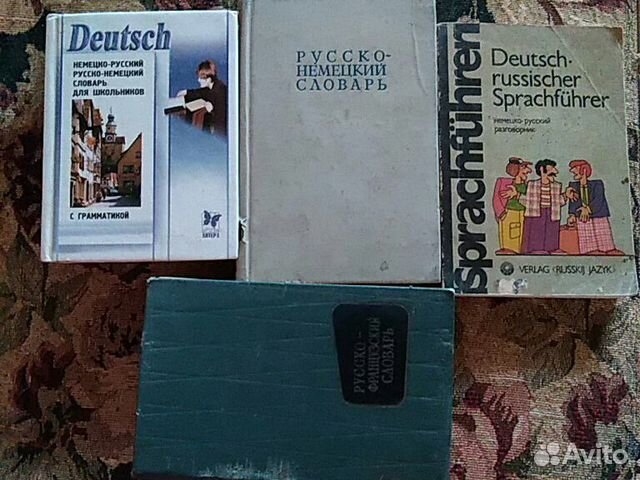 Deutsch
НЕМЕЦКО-РУССКИЙ
РУССКО-НЕМЕЦКИЙ
СЛОВАРЬ
ДЛЯ ШКОЛЬНИКОВ
С ГРАММАТИКОЙ
РУССКО-
НЕМЕЦКИЙ
СЛОВАРЬ
sprachführer
Deutsch-
russischer
Sprachführer
немецко-русский
разговорник
VERLAG «RUSSKIJ JAZYK»
РУССКО-
ФРАНЦУЗСКИЙ
СЛОВАРЬ
Avito